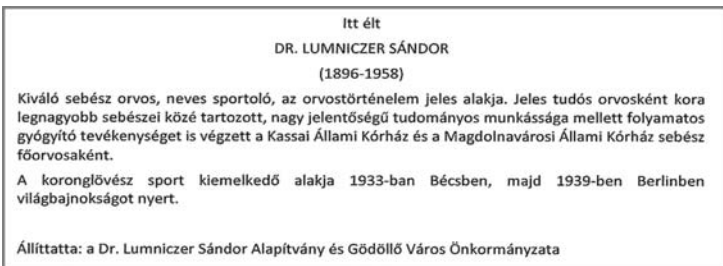 Itt élt
DR. LUMNICZER SÁNDOR
(1896-1958)
Kiváló sebész orvos, neves sportoló, az orvostörténelem jeles alakja. Jeles tudós orvosként kora
legnagyobb sebészei közé tartozott, nagy jelentőségű tudományos munkássága mellett folyamatos
gyógyító tevékenységet is végzett a Kassai Állami Kórház és a Magdolnavárosi Állami Kórház sebész
főorvosaként.
A koronglövész sport kiemelkedő alakja 1933-ban Bécsben, majd 1939-ben Berlinben
világbajnokságot nyert.
Állíttatta: a Dr. Lumniczer Sándor Alapítvány és Gödöllő Város Önkormányzata